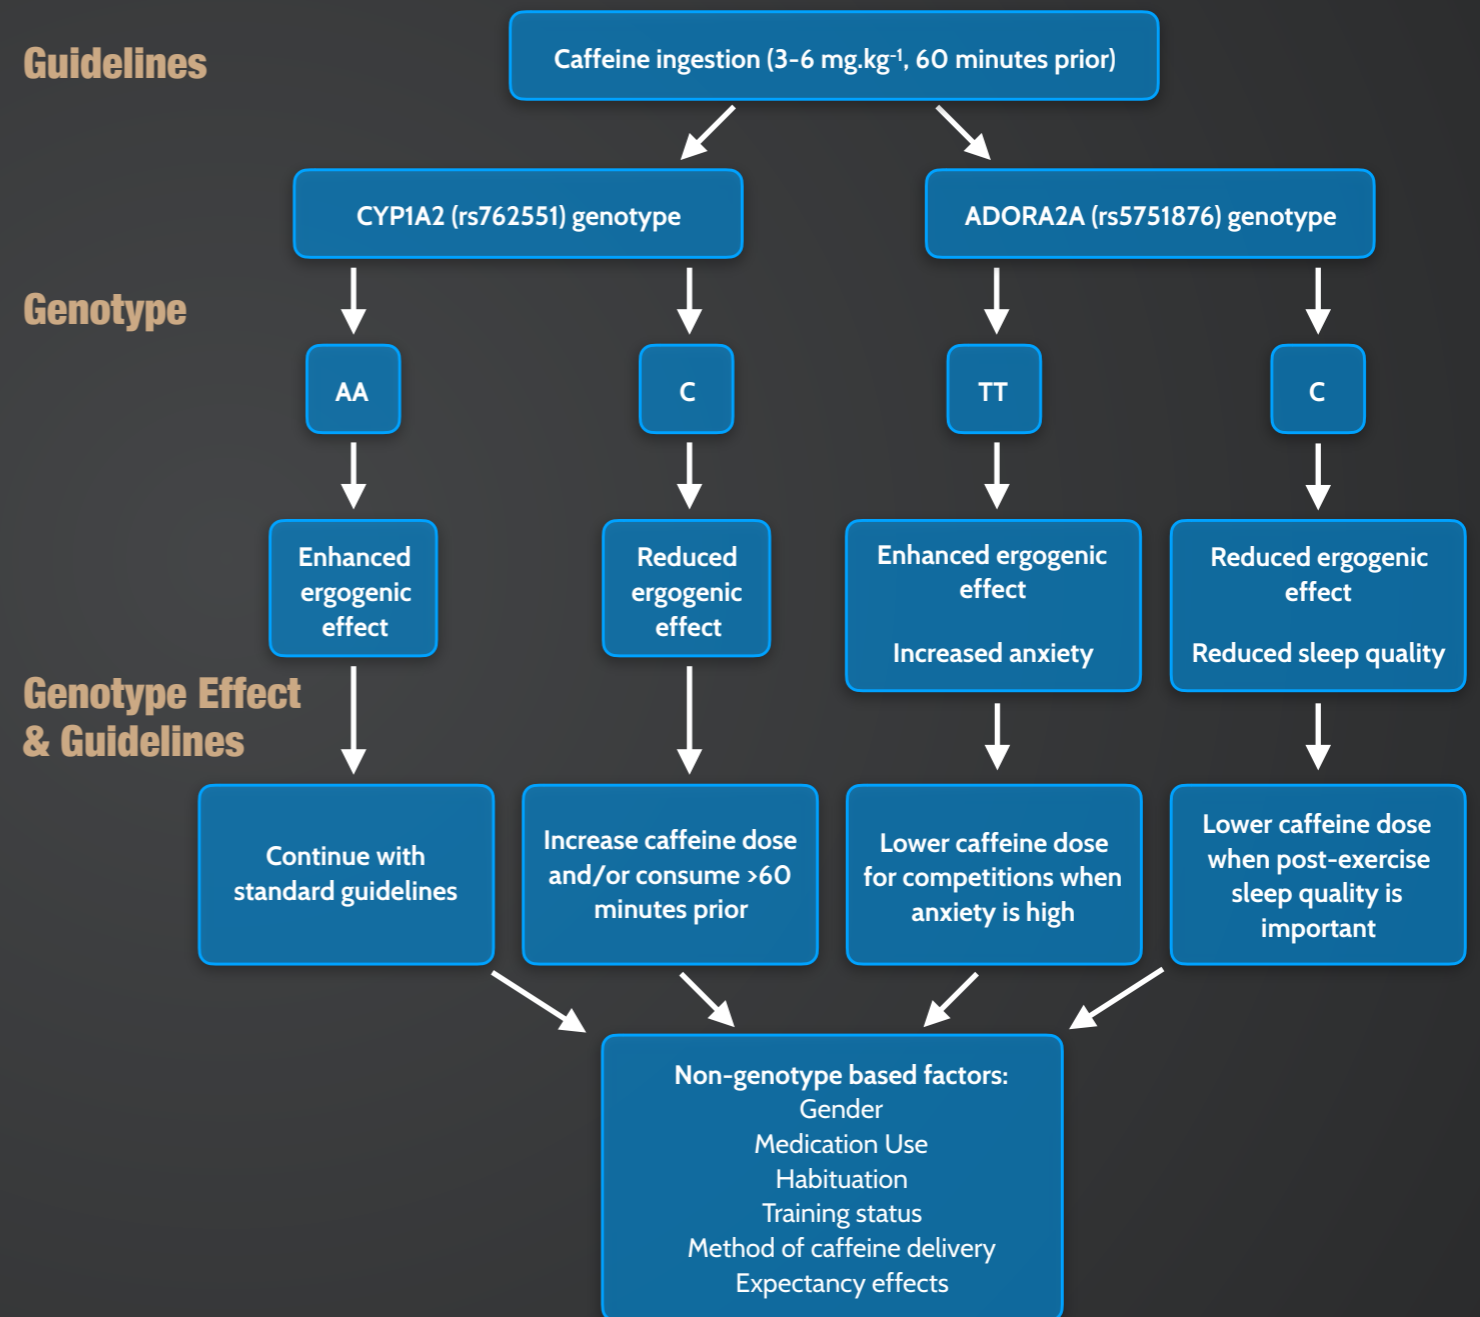 Guidelines
Caffeine ingestion (3-6 mg.kg⁻¹, 60 minutes prior)
CYP1A2 (rs762551) genotype
ADORA2A (rs5751876) genotype
Genotype
AA
C
TT
C
Enhanced
ergogenic
effect
Reduced
ergogenic
effect
Enhanced ergogenic
effect
Increased anxiety
Reduced ergogenic
effect
Reduced sleep quality
Genotype Effect
& Guidelines
Continue with
standard guidelines
Increase caffeine dose
and/or consume >60
minutes prior
Lower caffeine dose
for competitions when
anxiety is high
Lower caffeine dose
when post-exercise
sleep quality is
important
Non-genotype based factors:
Gender
Medication Use
Habituation
Training status
Method of caffeine delivery
Expectancy effects